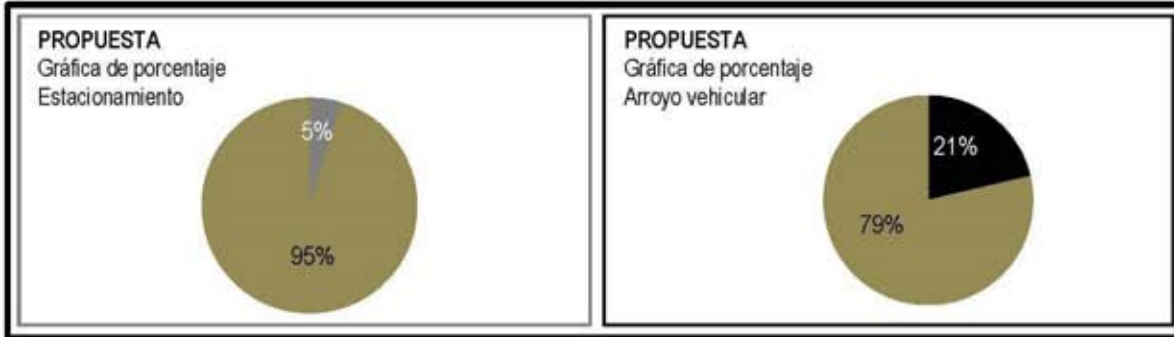 PROPUESTA
Gráfica de porcentaje
Estacionamiento
5%
95%
PROPUESTA
Gráfica de porcentaje
Arroyo vehicular
21%
79%